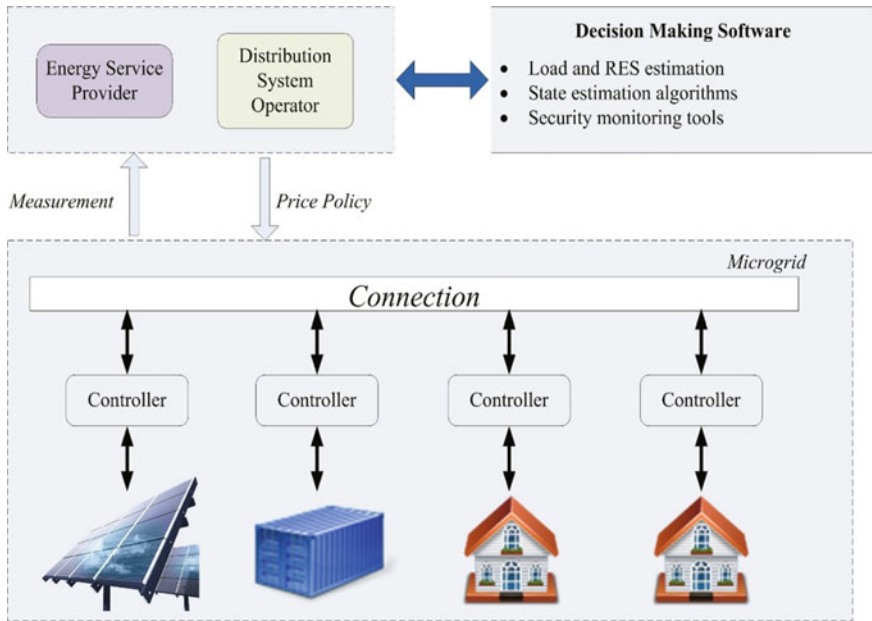 Energy Service
Provider
Distribution
System
Operator
Decision Making Software
• Load and RES estimation
• State estimation algorithms
• Security monitoring tools
Measurement
Price Policy
Microgrid
Connection
Controller
Controller
Controller
Controller